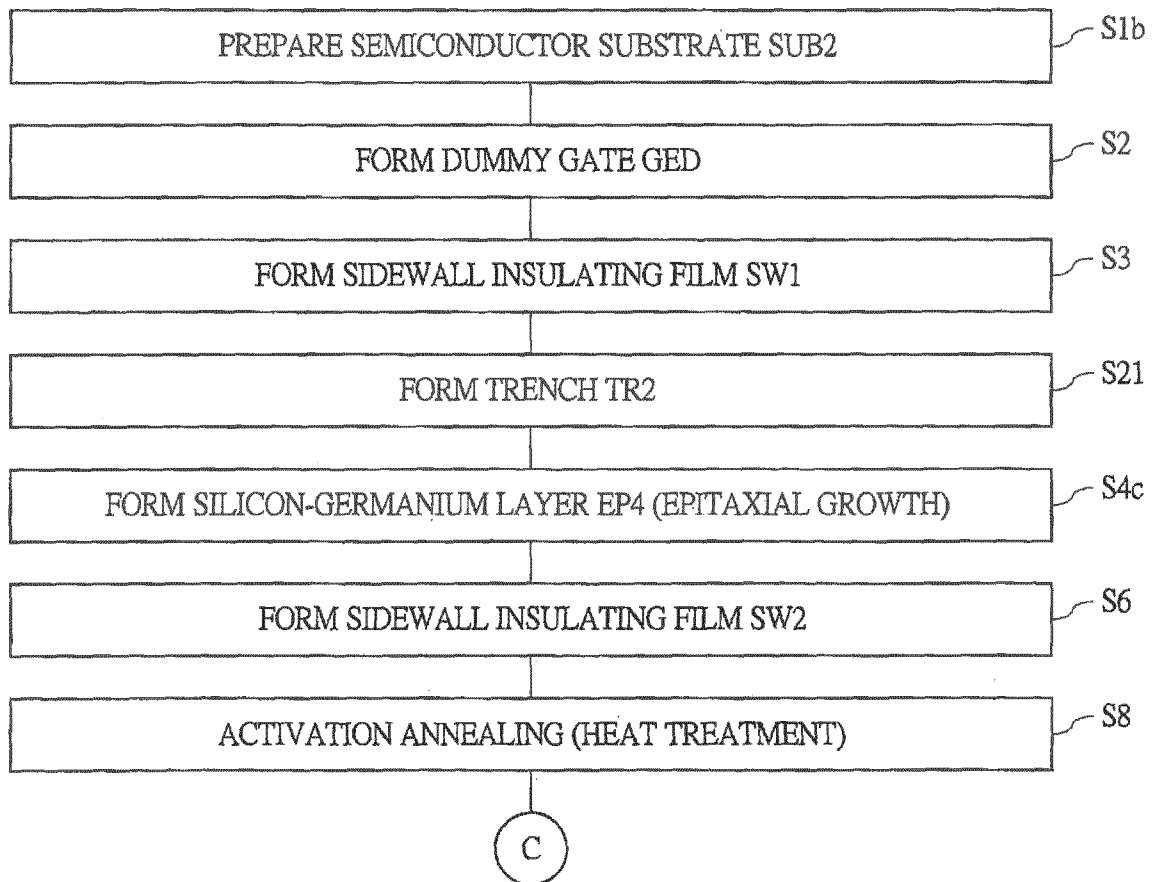 PREPARE SEMICONDUCTOR SUBSTRATE SUB2 S1b
FORM DUMMY GATE GED S2
FORM SIDEWALL INSULATING FILM SW1 S3
FORM TRENCH TR2 S21
FORM SILICON-GERMANIUM LAYER EP4 (EPITAXIAL GROWTH) S4c
FORM SIDEWALL INSULATING FILM SW2 S6
ACTIVATION ANNEALING (HEAT TREATMENT) S8
C